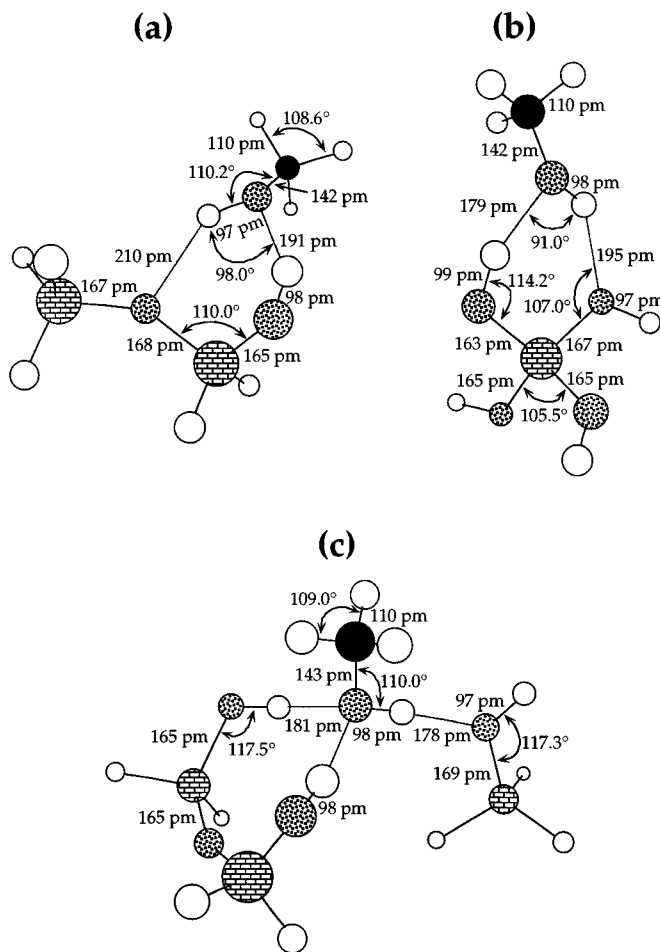 (a)
108.6°
110 pm
110.2°
142 pm
97 pm
191 pm
210 pm
98.0°
167 pm
110.0°
98 pm
168 pm
165 pm
(b)
110 pm
142 pm
98 pm
179 pm
91.0°
195 pm
99 pm
114.2°
107.0°
97 pm
163 pm
167 pm
165 pm
165 pm
105.5°
(c)
109.0°
110 pm
143 pm
110.0°
97 pm
181 pm
98 pm
178 pm
165 pm
117.5°
117.3°
169 pm
98 pm
165 pm